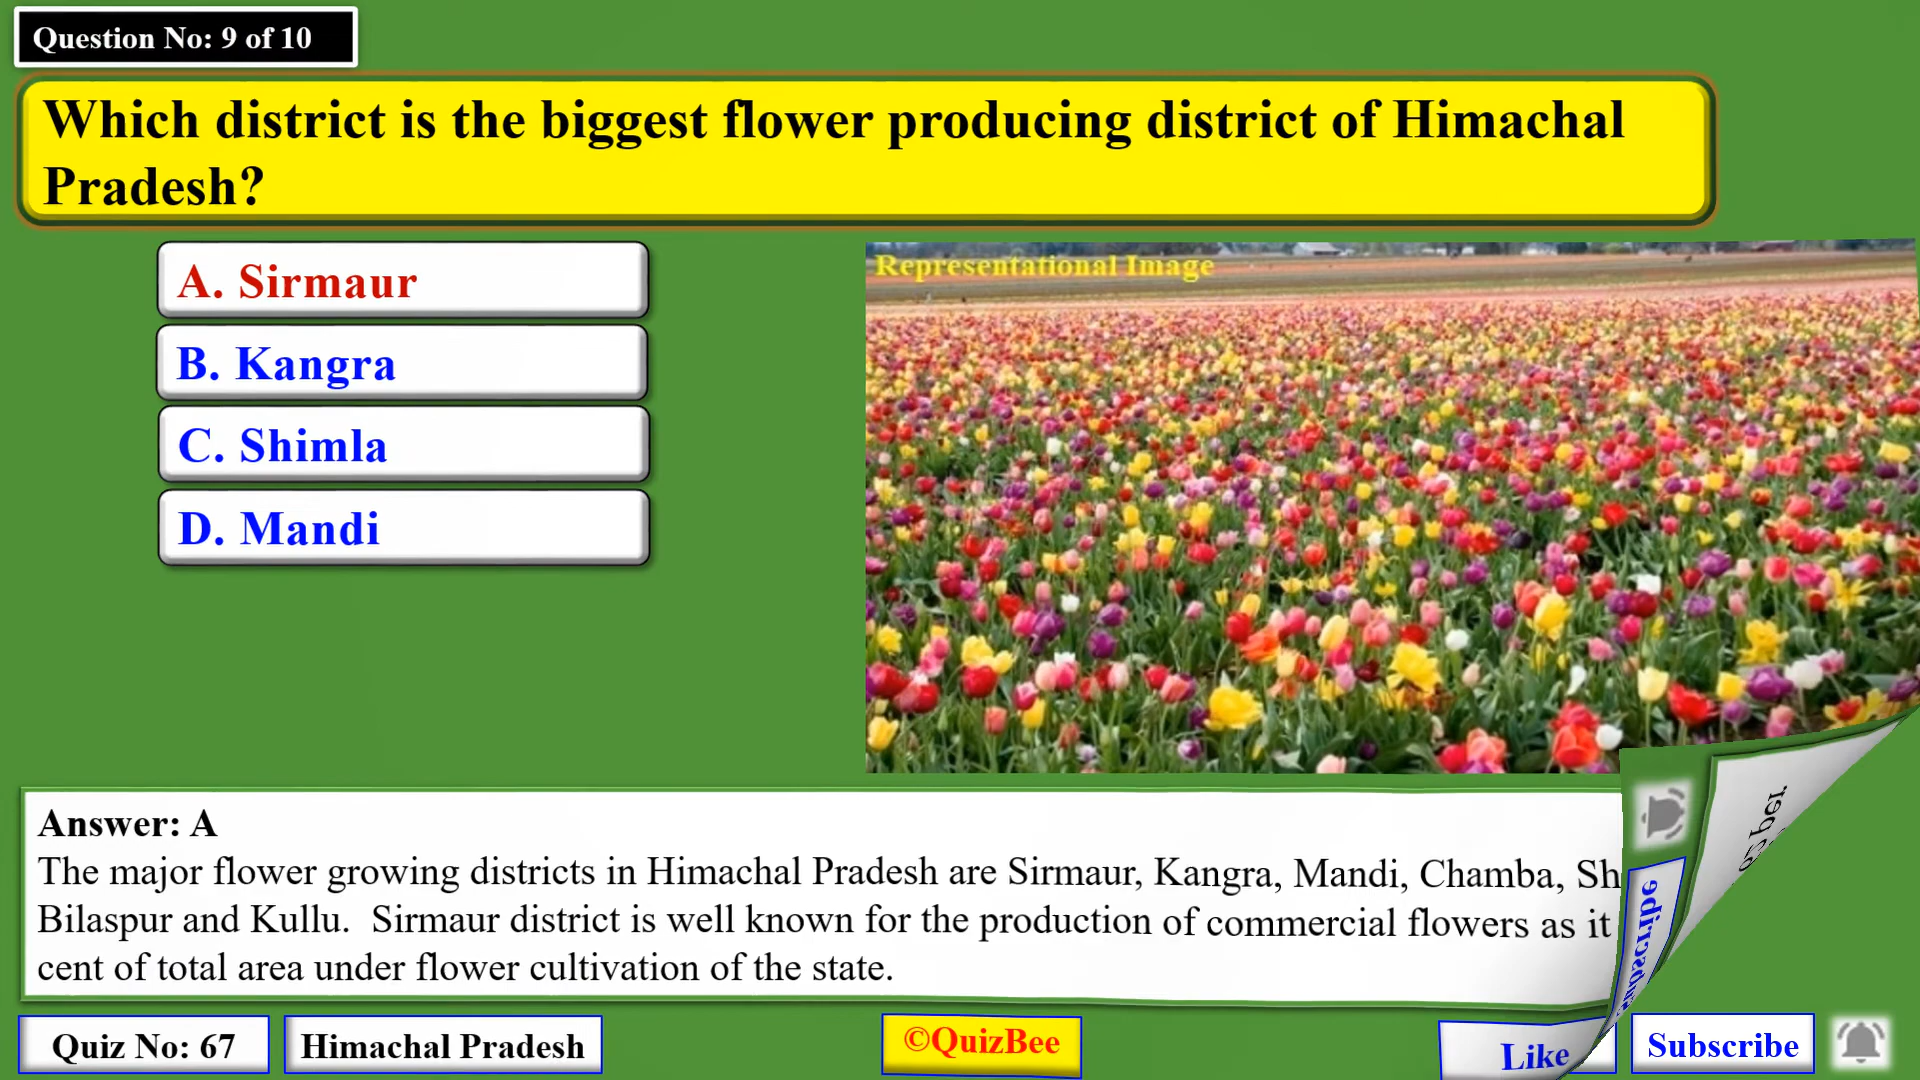 Question No: 9 of 10
Which district is the biggest flower producing district of Himachal
Pradesh?
A. Sirmaur
B. Kangra
C. Shimla
D. Mandi
Representational Image
Answer: A
The major flower growing districts in Himachal Pradesh are Sirmaur, Kangra, Mandi, Chamba, Sh
Bilaspur and Kullu. Sirmaur district is well known for the production of commercial flowers as it
cent of total area under flower cultivation of the state.
Quiz No: 67
Himachal Pradesh
©QuizBee
Like
Subscribe